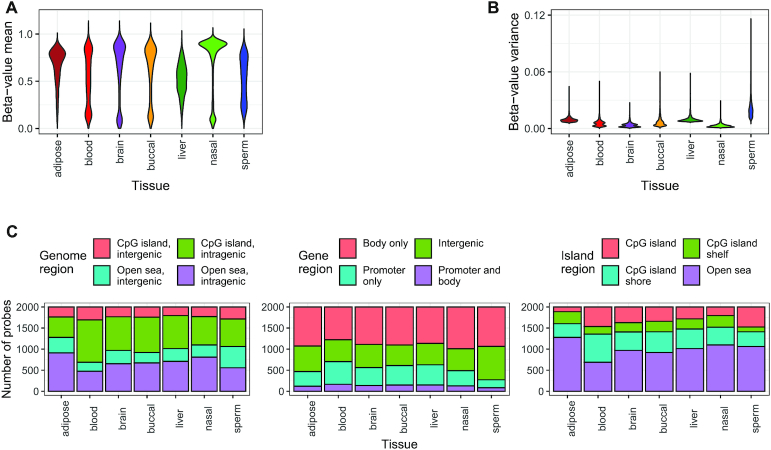 A
Beta-value mean
1.0
0.5
0.0
adipose
blood
brain
buccal
liver
nasal
sperm
Tissue
B
Beta-value variance
0.12
0.06
0.00
adipose
blood
brain
buccal
liver
nasal
sperm
Tissue
C
Genome
region
CpG island,
intergenic
CpG island,
intragenic
Open sea,
intergenic
Open sea,
intragenic
Gene
region
Body only
Intergenic
Promoter
only
Promoter and
body
Island
region
CpG island
CpG island
shelf
CpG island
shore
Open sea
Number of probes
2000
1500
1000
500
0
adipose
blood
brain
buccal
liver
nasal
sperm
2000
1500
1000
500
0
adipose
blood
brain
buccal
liver
nasal
sperm
2000
1500
1000
500
0
adipose
blood
brain
buccal
liver
nasal
sperm
Tissue